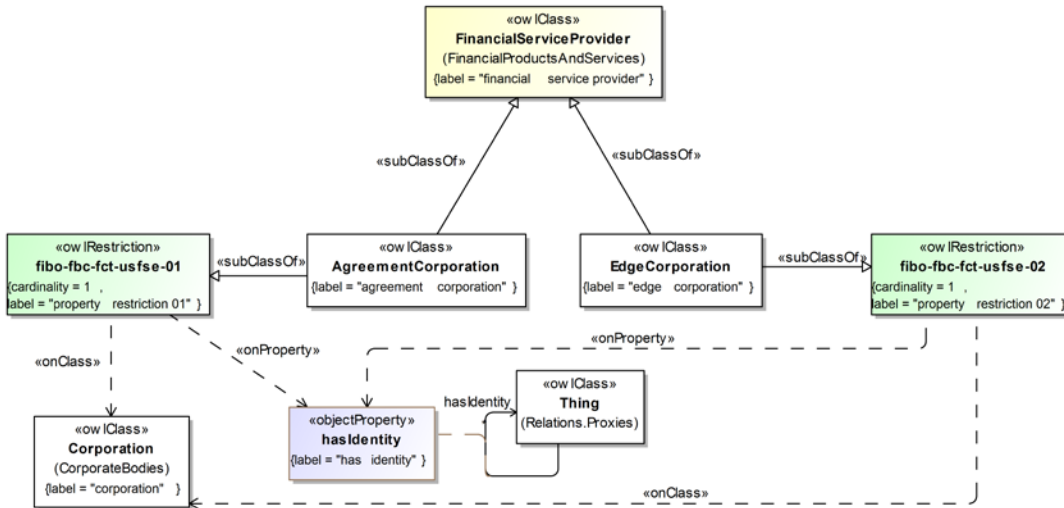 «owlClass»
FinancialServiceProvider
(FinancialProductsAndServices)
{label = "financial service provider" }
«subClassOf»
«subClassOf»
«owlRestriction»
fibo-fbc-fct-usfse-01
{cardinality = 1 ,
label = "property restriction 01" }
«subClassOf»
«owlClass»
AgreementCorporation
{label = "agreement corporation" }
«owlClass»
EdgeCorporation
{label = "edge corporation" }
«subClassOf»
«owlRestriction»
fibo-fbc-fct-usfse-02
{cardinality = 1 ,
label = "property restriction 02" }
«onClass»
«onProperty»
«onProperty»
«owlClass»
Corporation
(CorporateBodies)
{label = "corporation" }
«objectProperty»
hasIdentity
{label = "has identity" }
hasIdentity
«owlClass»
Thing
(Relations.Proxies)
«onClass»